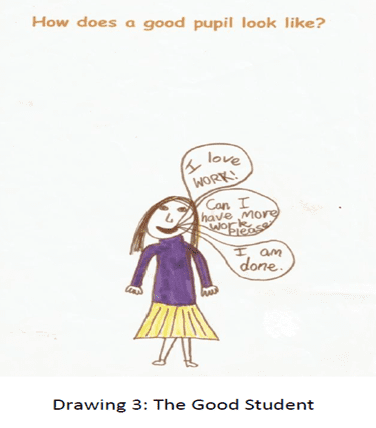 How does a good pupil look like?
I love
WORK!
Can I
have more
work
please
I am
done.
Drawing 3: The Good Student